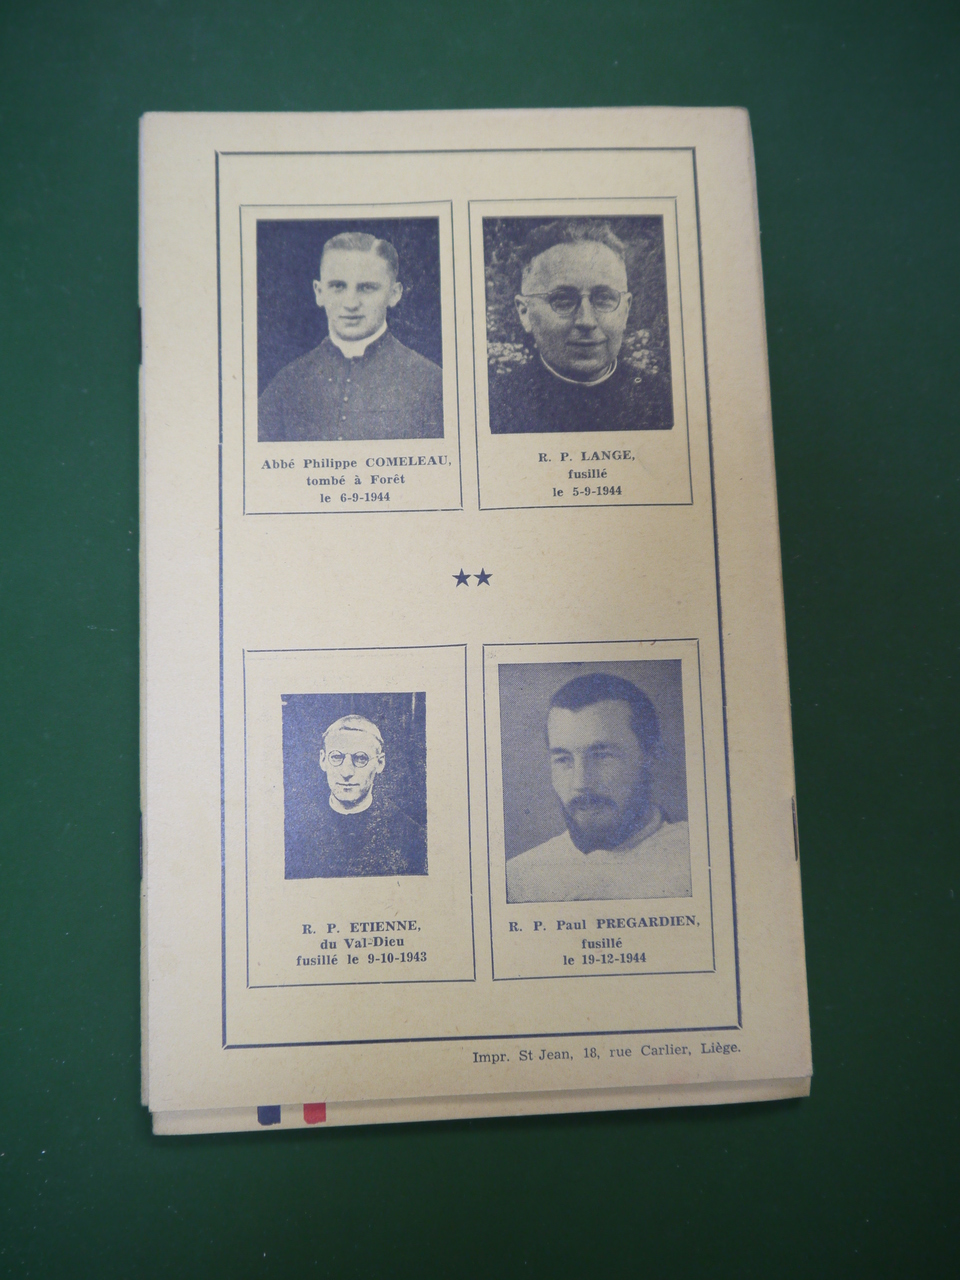 Abbé Philippe COMELEAU,
tombé à Forêt
le 6-9-1944
R. P. LANGE,
fusillé
le 5-9-1944
R. P. ETIENNE,
du Val-Dieu
fusillé le 9-10-1943
R. P. Paul PREGARDIEN,
fusillé
le 19-12-1944
Impr. St Jean, 18, rue Carlier, Liège.